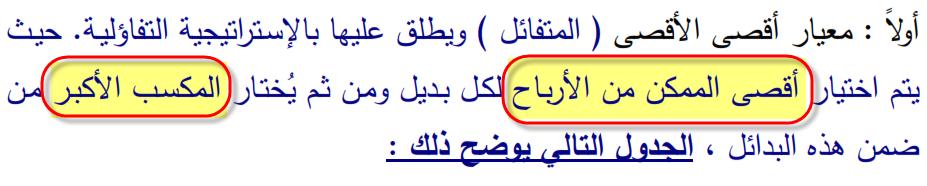 أولاً : معيار أقصى الأقصى ( المتفائل ) ويطلق عليها بالإستراتيجية التفاؤلية. حيث
يتم اختيار أقصى الممكن من الأرباح لكل بديل ومن ثم يُختار المكسب الأكبر من
ضمن هذه البدائل ، الجدول التالي يوضح ذلك :